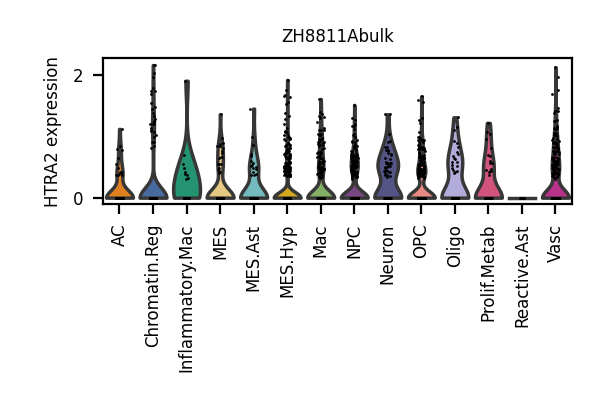 ZH8811Abulk
HTRA2 expression
2
0
AC
Chromatin.Reg
Inflammatory.Mac
MES
MES.Ast
MES.Hyp
Mac
NPC
Neuron
OPC
Oligo
Prolif.Metab
Reactive.Ast
Vasc